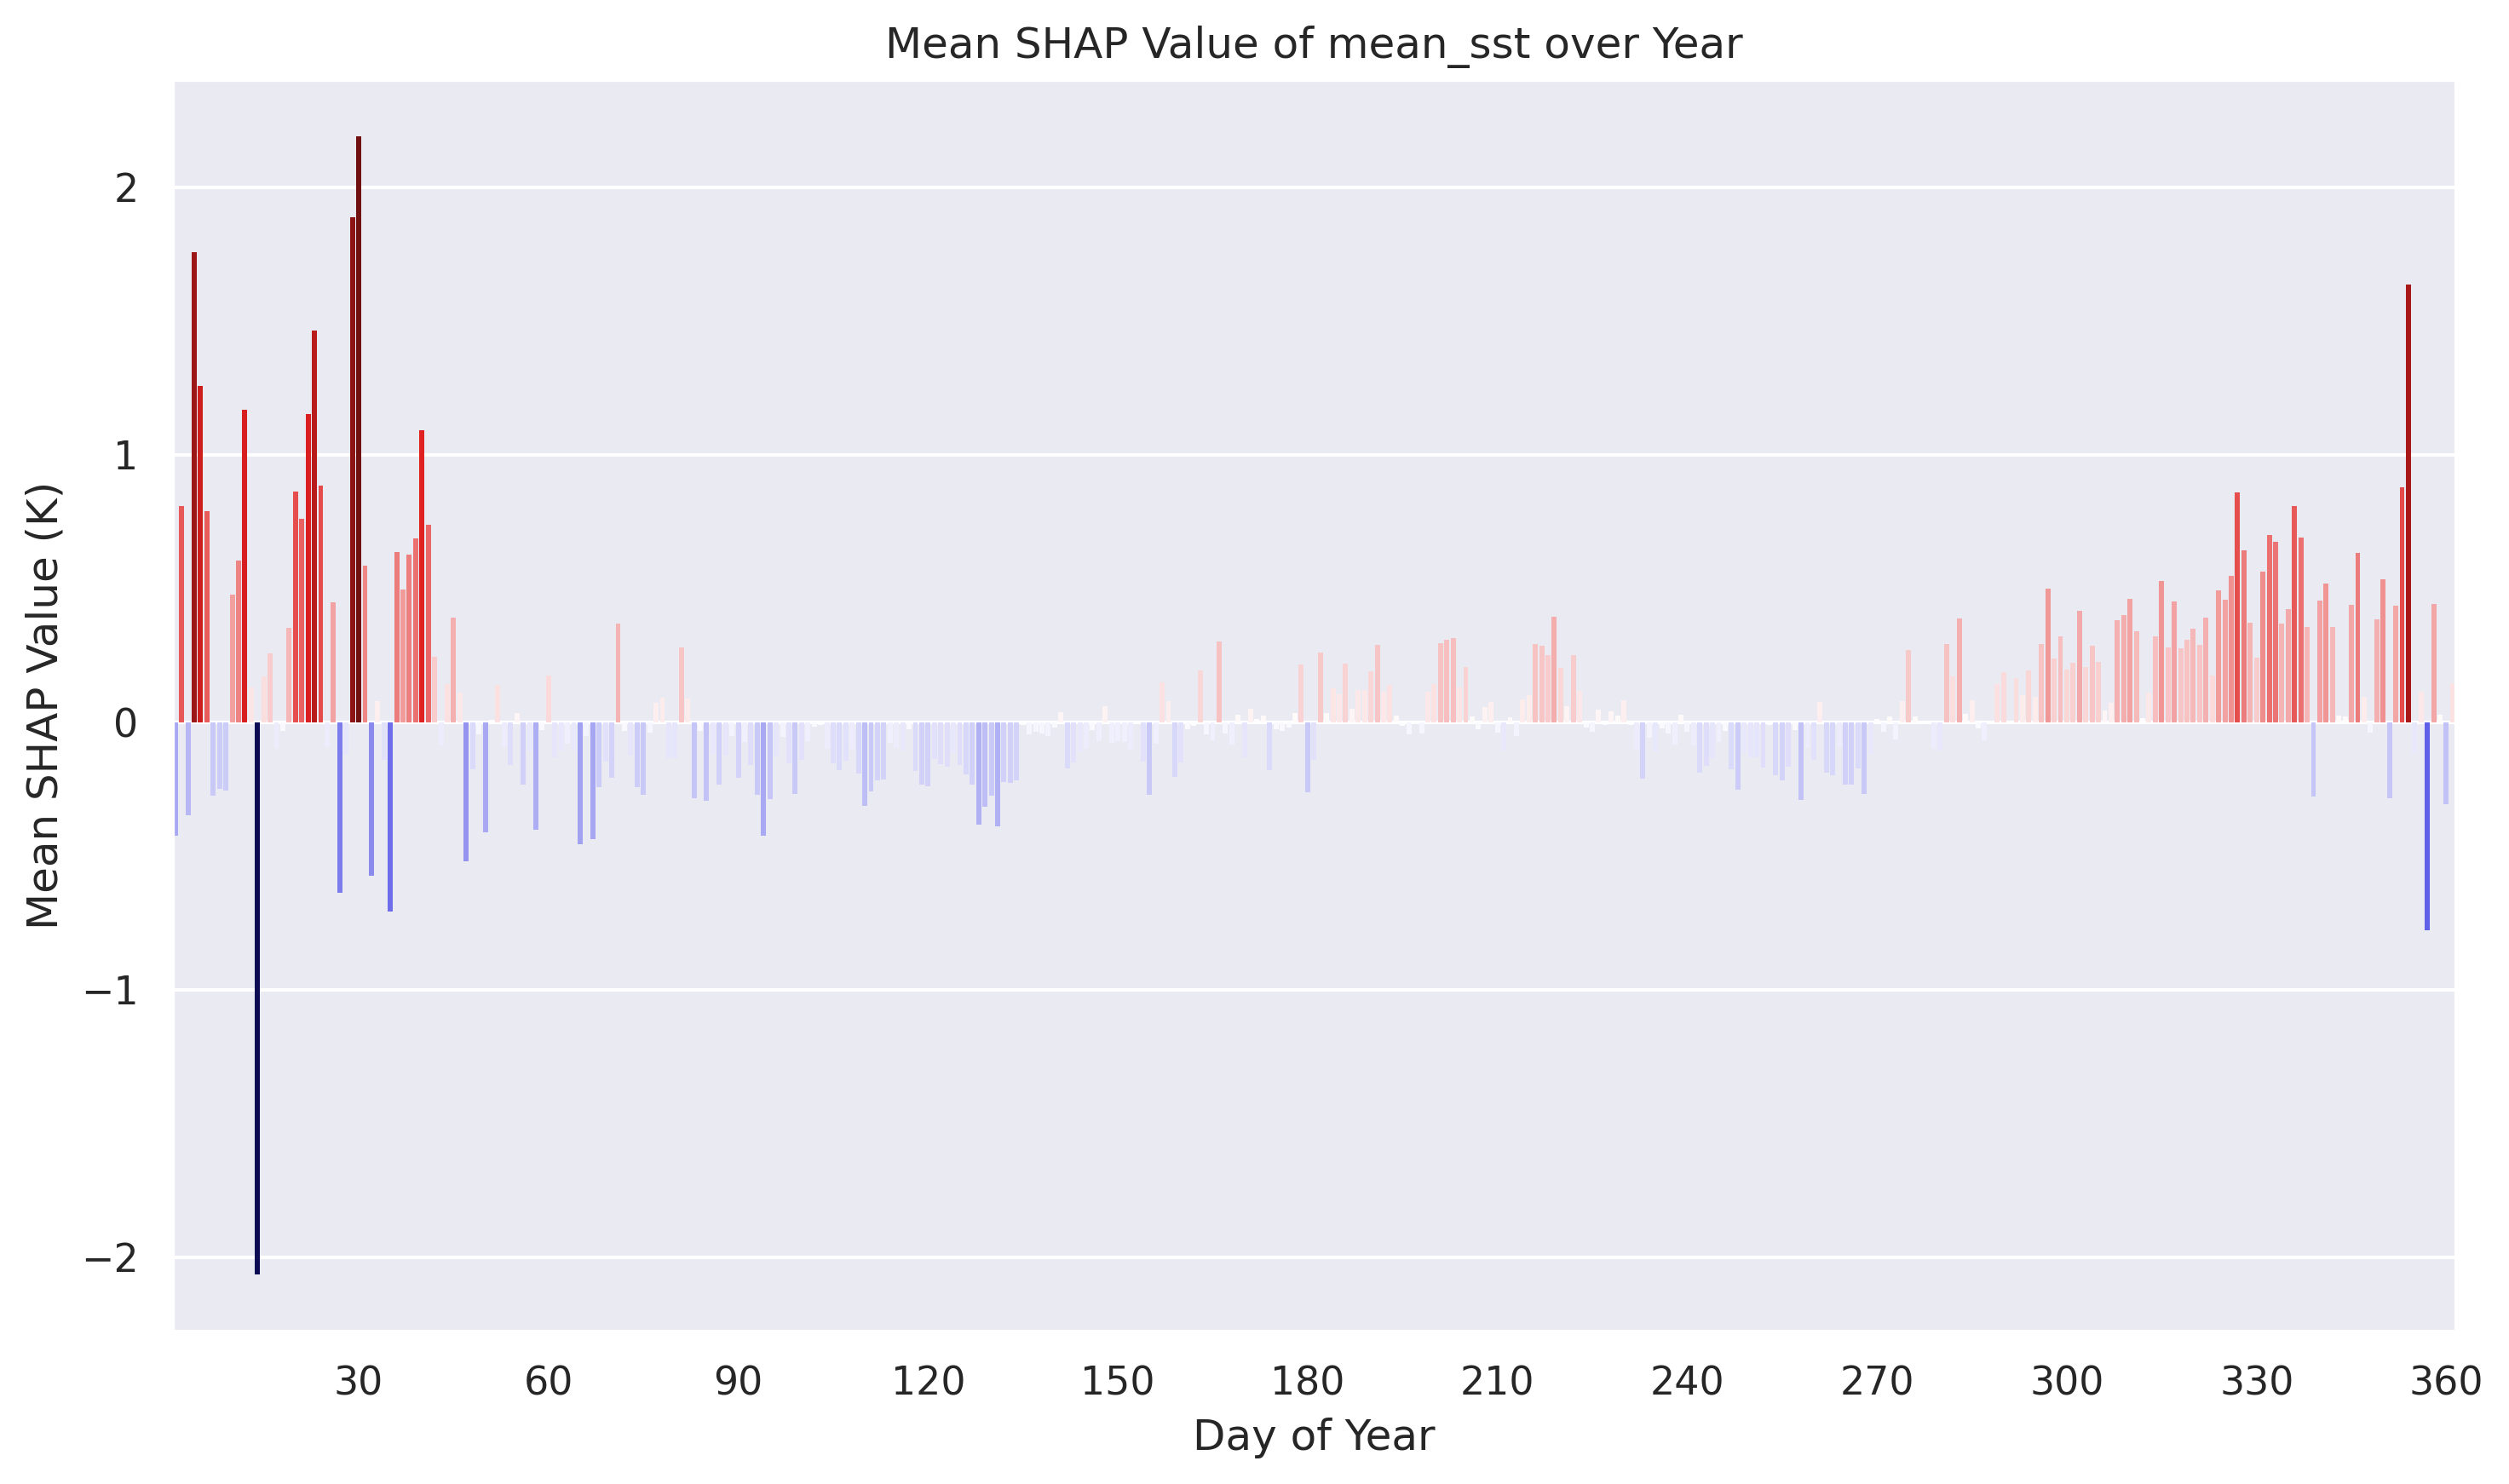 Mean SHAP Value of mean_sst over Year
Mean SHAP Value (K)
2
1
0
−1
−2
30 60 90 120 150 180 210 240 270 300 330 360
Day of Year